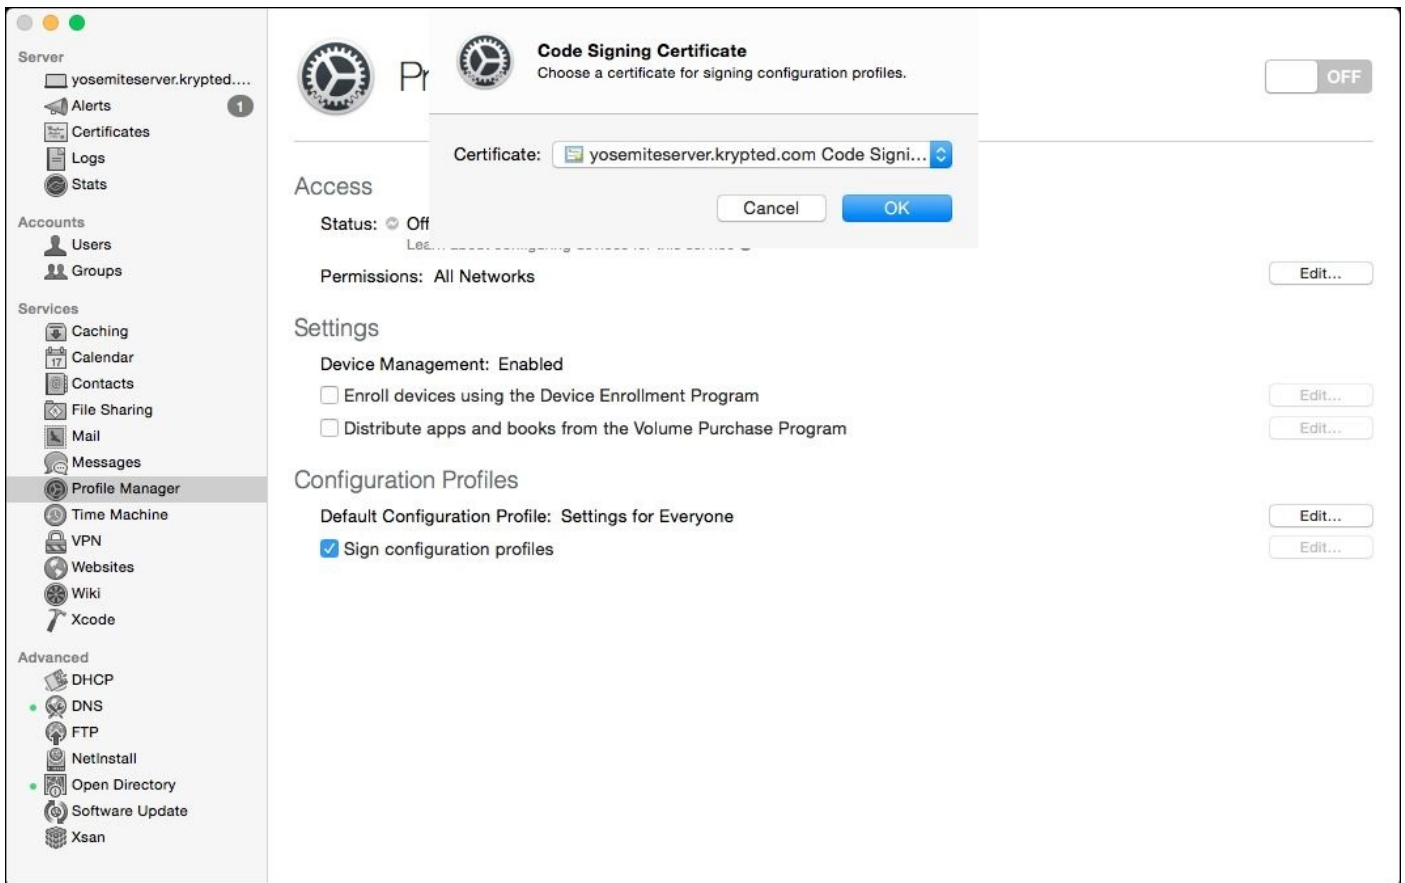 Server
yosemiteserver.krypted....
Alerts
1
Certificates
Logs
Stats
Accounts
Users
Groups
Services
Caching
17
Calendar
Contacts
File Sharing
Mail
Messages
Profile Manager
Time Machine
VPN
Websites
Wiki
Xcode
Advanced
DHCP
DNS
FTP
NetInstall
Open Directory
Software Update
Xsan
Pr
OFF
Code Signing Certificate
Choose a certificate for signing configuration profiles.
Certificate: yosemiteserver.krypted.com Code Signi...
Cancel OK
Access
Status: Off
Permissions: All Networks Edit...
Settings
Device Management: Enabled
Enroll devices using the Device Enrollment Program Edit...
Distribute apps and books from the Volume Purchase Program Edit...
Configuration Profiles
Default Configuration Profile: Settings for Everyone Edit...
Sign configuration profiles Edit...